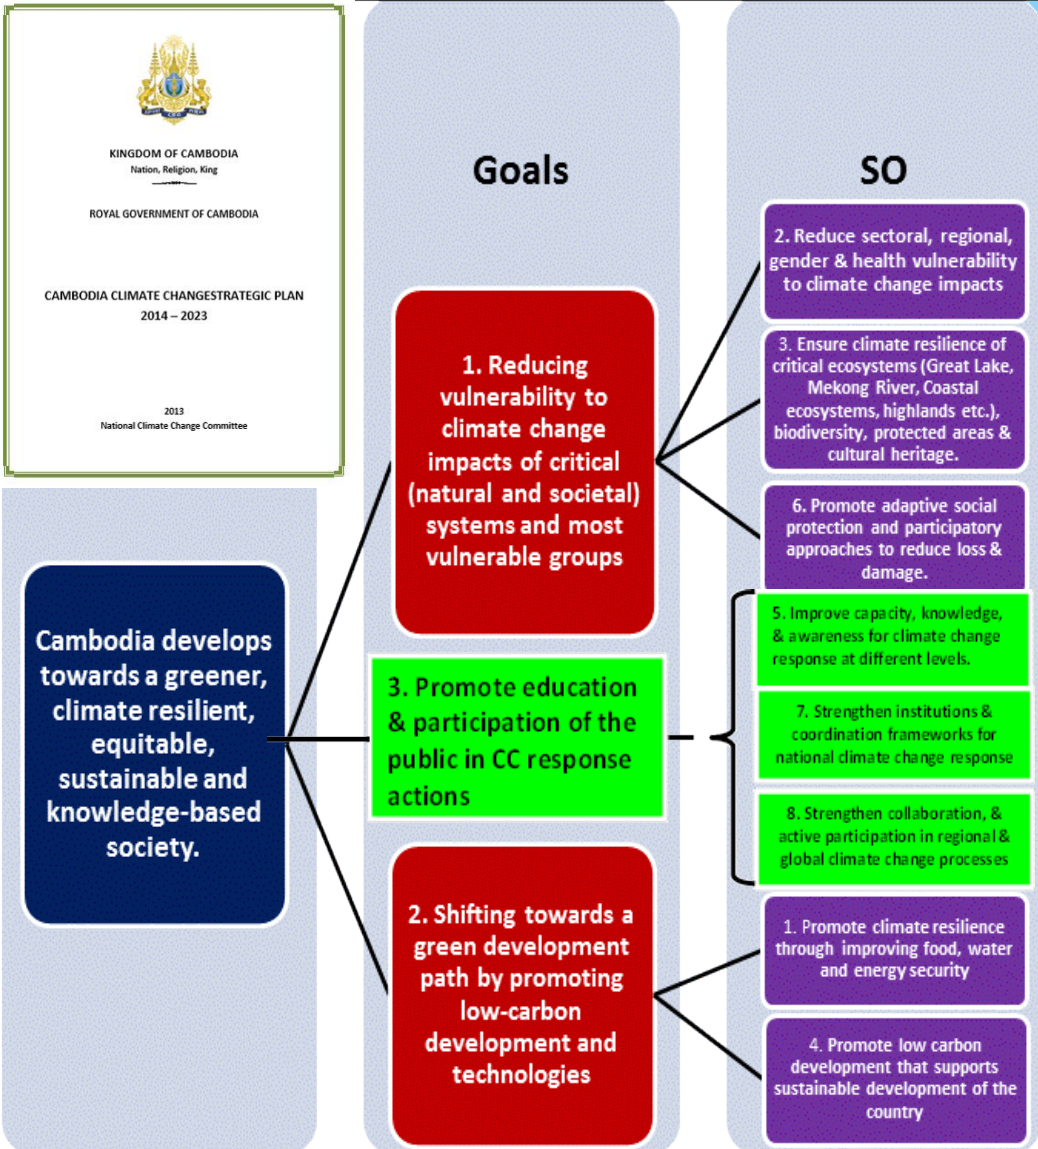 KINGDOM OF CAMBODIA
Nation, Religion, King
ROYAL GOVERNMENT OF CAMBODIA
CAMBODIA CLIMATE CHANGESTRATEGIC PLAN
2014 – 2023
2013
National Climate Change Committee
Cambodia develops
towards a greener,
climate resilient,
equitable,
sustainable and
knowledge-based
society.
Goals
1. Reducing
vulnerability to
climate change
impacts of critical
(natural and societal)
systems and most
vulnerable groups
3. Promote education
& participation of the
public in CC response
actions
2. Shifting towards a
green development
path by promoting
low-carbon
development and
technologies
SO
2. Reduce sectoral, regional,
gender & health vulnerability
to climate change impacts
3. Ensure climate resilience of
critical ecosystems (Great Lake,
Mekong River, Coastal
ecosystems, highlands etc.),
biodiversity, protected areas &
cultural heritage.
6. Promote adaptive social
protection and participatory
approaches to reduce loss &
damage.
5. Improve capacity, knowledge,
& awareness for climate change
response at different levels.
7. Strengthen institutions &
coordination frameworks for
national climate change response
8. Strengthen collaboration, &
active participation in regional &
global climate change processes
1. Promote climate resilience
through improving food, water
and energy security
4. Promote low carbon
development that supports
sustainable development of the
country